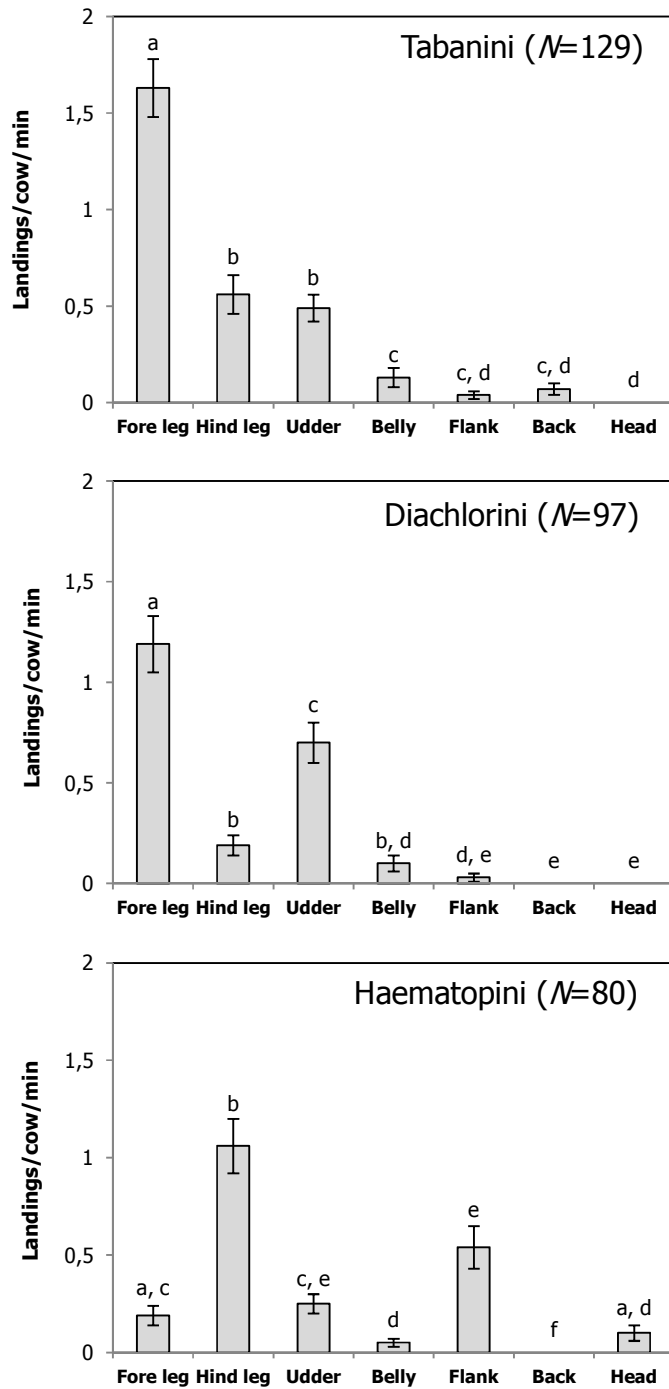 Tabanini (N=129)
Landings/cow/min
2
1,5
1
0,5
0
a
b
b
c
c, d
c, d
d
Fore leg Hind leg Udder Belly Flank Back Head
Diachlorini (N=97)
Landings/cow/min
2
1,5
1
0,5
0
a
b
c
b, d
d, e
e
e
Fore leg Hind leg Udder Belly Flank Back Head
Haematopini (N=80)
Landings/cow/min
2
1,5
1
0,5
0
a, c
b
c, e
d
e
f
a, d
Fore leg Hind leg Udder Belly Flank Back Head